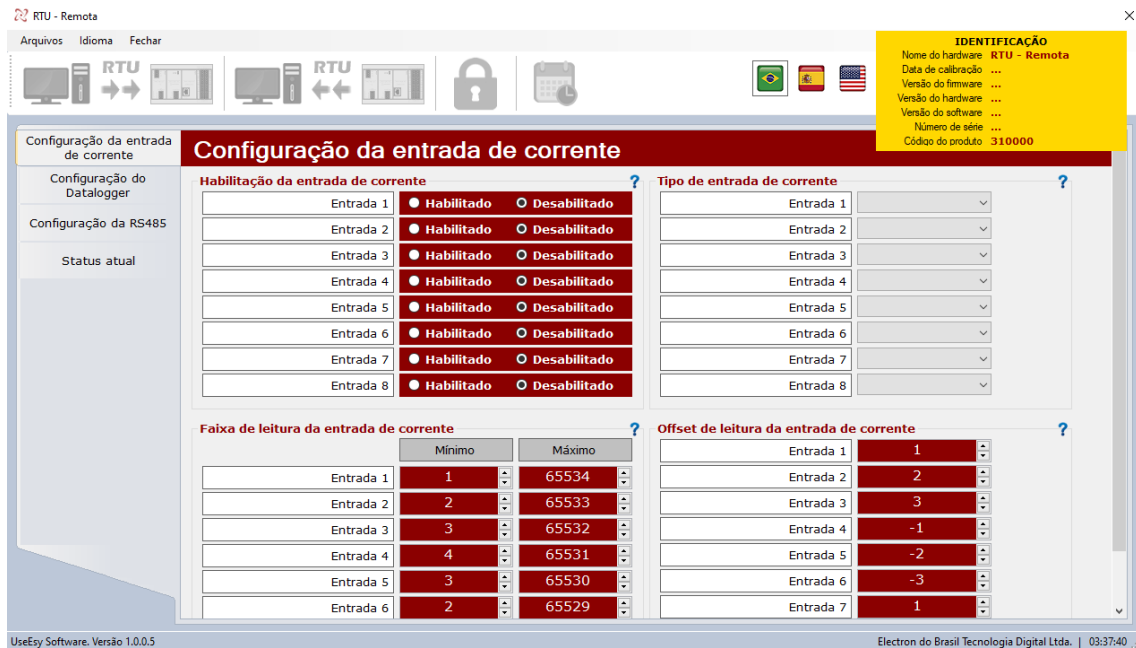 RTU - Remota
Arquivos Idioma Fechar
RTU
RTU
IDENTIFICAÇÃO
Nome do hardware RTU - Remota
Data de calibração ...
Versão do firmware ...
Versão do hardware ...
Versão do software ...
Número de série ...
Código do produto 310000
Configuração da entrada de corrente
Configuração do Datalogger
Configuração da RS485
Status atual
Configuração da entrada de corrente
Habilitação da entrada de corrente ?
Entrada 1 Habilitado Desabilitado
Entrada 2 Habilitado Desabilitado
Entrada 3 Habilitado Desabilitado
Entrada 4 Habilitado Desabilitado
Entrada 5 Habilitado Desabilitado
Entrada 6 Habilitado Desabilitado
Entrada 7 Habilitado Desabilitado
Entrada 8 Habilitado Desabilitado
Tipo de entrada de corrente ?
Entrada 1
Entrada 2
Entrada 3
Entrada 4
Entrada 5
Entrada 6
Entrada 7
Entrada 8
Faixa de leitura da entrada de corrente ?
Mínimo Máximo
Entrada 1 1 65534
Entrada 2 2 65533
Entrada 3 3 65532
Entrada 4 4 65531
Entrada 5 3 65530
Entrada 6 2 65529
Offset de leitura da entrada de corrente ?
Entrada 1 1
Entrada 2 2
Entrada 3 3
Entrada 4 -1
Entrada 5 -2
Entrada 6 -3
Entrada 7 1
UseEsy Software. Versão 1.0.0.5
Electron do Brasil Tecnologia Digital Ltda. | 03:37:40